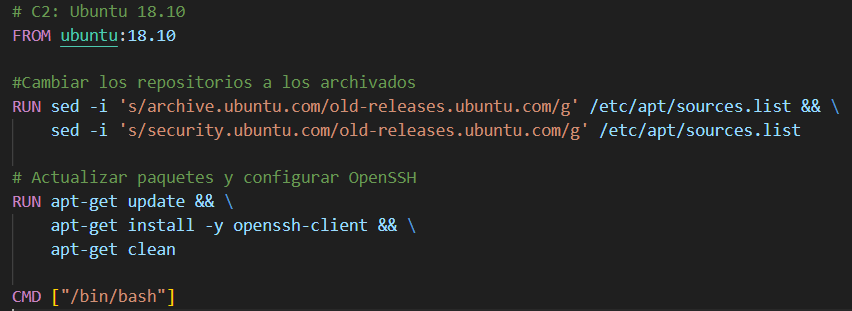 # C2: Ubuntu 18.10
FROM ubuntu:18.10
#Cambiar los repositorios a los archivados
RUN sed -i 's/archive.ubuntu.com/old-releases.ubuntu.com/g' /etc/apt/sources.list && \
sed -i 's/security.ubuntu.com/old-releases.ubuntu.com/g' /etc/apt/sources.list
# Actualizar paquetes y configurar OpenSSH
RUN apt-get update && \
apt-get install -y openssh-client && \
apt-get clean
CMD ["/bin/bash"]